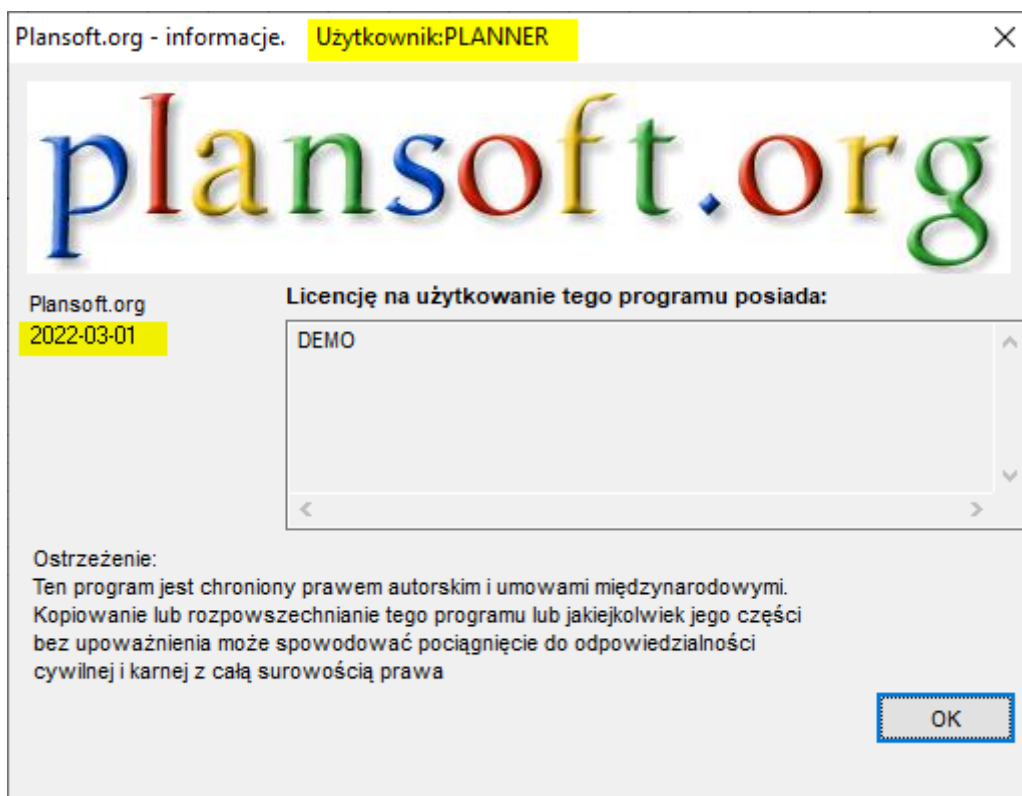 Plansoft.org - informacje. Użytkownik:PLANNER
plansoft.org
Plansoft.org
2022-03-01
Licencję na użytkowanie tego programu posiada:
DEMO
Ostrzeżenie:
Ten program jest chroniony prawem autorskim i umowami międzynarodowymi.
Kopiowanie lub rozpowszechnianie tego programu lub jakiejkolwiek jego części
bez upoważnienia może spowodować pociągnięcie do odpowiedzialności
cywilnej i karnej z całą surowością prawa
OK